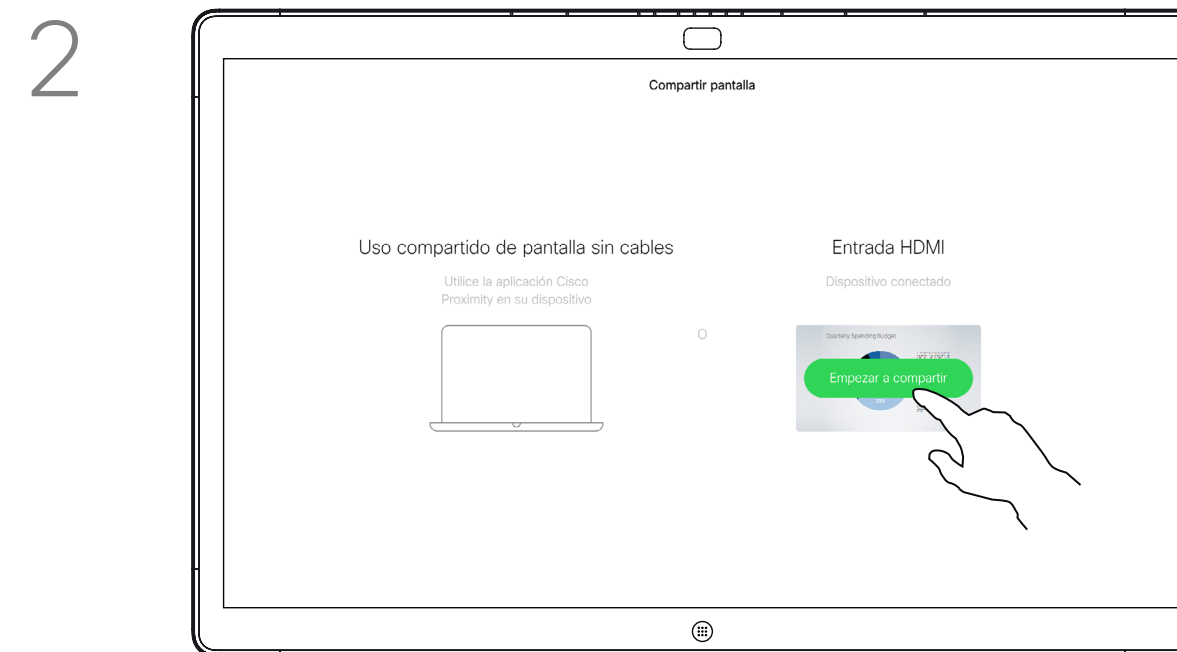 2
Compartir pantalla
Uso compartido de pantalla sin cables
Utilice la aplicación Cisco
Proximity en su dispositivo
O
Entrada HDMI
Dispositivo conectado
Quarterly Spending Budget
Empezar a compartir